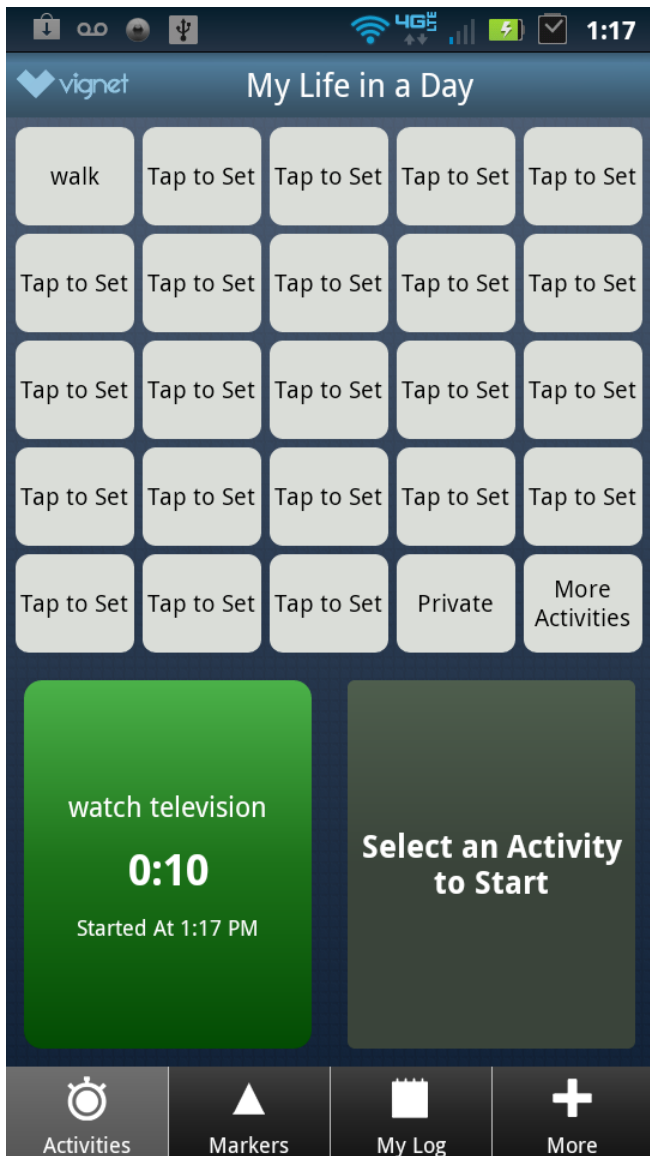 4G LTE 1:17
vignet My Life in a Day
walk Tap to Set Tap to Set Tap to Set Tap to Set
Tap to Set Tap to Set Tap to Set Tap to Set Tap to Set
Tap to Set Tap to Set Tap to Set Tap to Set Tap to Set
Tap to Set Tap to Set Tap to Set Tap to Set Tap to Set
Tap to Set Tap to Set Tap to Set Private More
Activities
watch television
0:10
Started At 1:17 PM
Select an Activity
to Start
Activities Markers My Log More